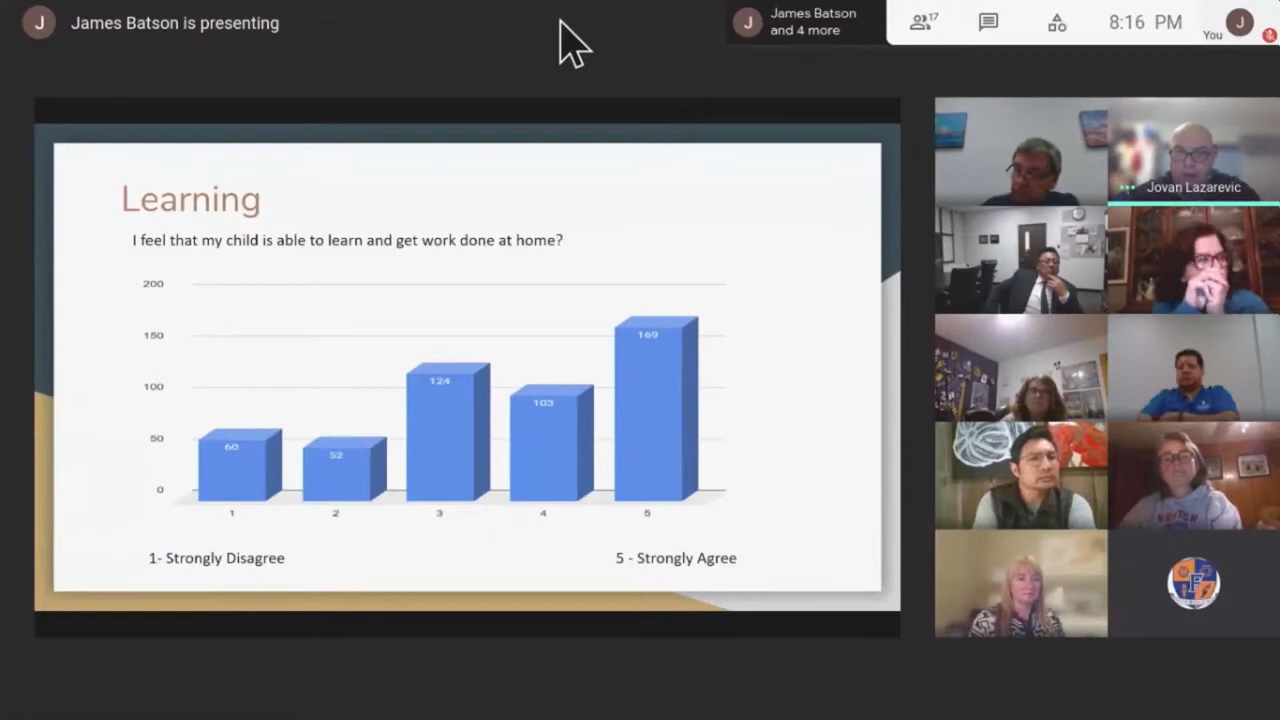 J
James Batson is presenting
J
James Batson
and 4 more
17
8:16 PM
You
J
Learning
I feel that my child is able to learn and get work done at home?
200
150
100
50
0
60
52
124
103
169
1
2
3
4
5
1- Strongly Disagree
5 - Strongly Agree
Jovan Lazarevic